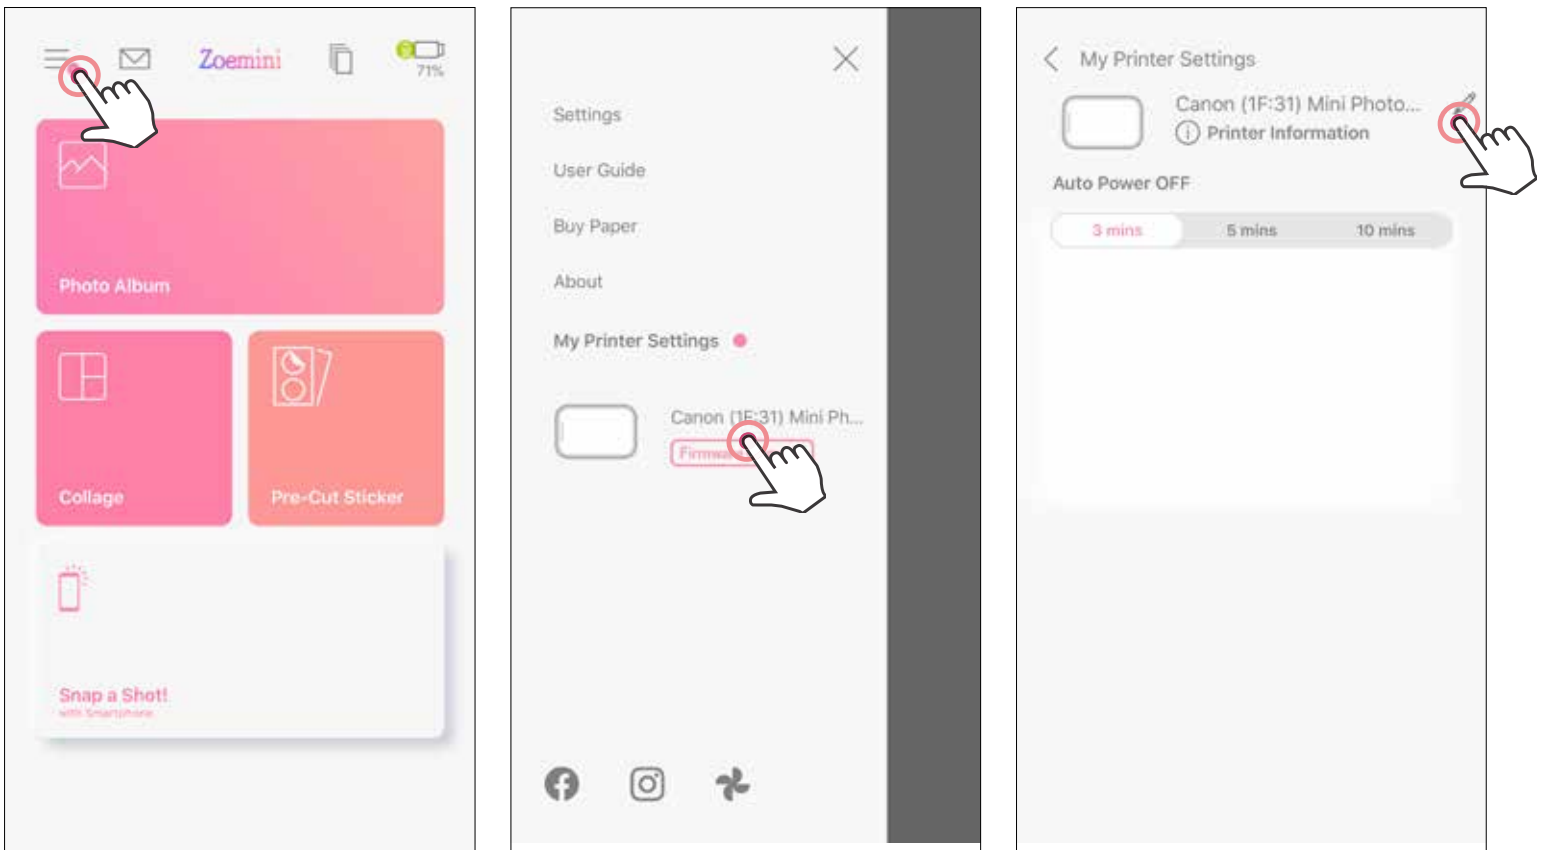 Zoemini
71%
Photo Album
Collage
Pre-Cut Sticker
Snap a Shot!
with Smartphone
Settings
User Guide
Buy Paper
About
My Printer Settings
Canon (1F:31) Mini Ph...
My Printer Settings
Canon (1F:31) Mini Photo...
Printer Information
Auto Power OFF
3 mins
5 mins
10 mins